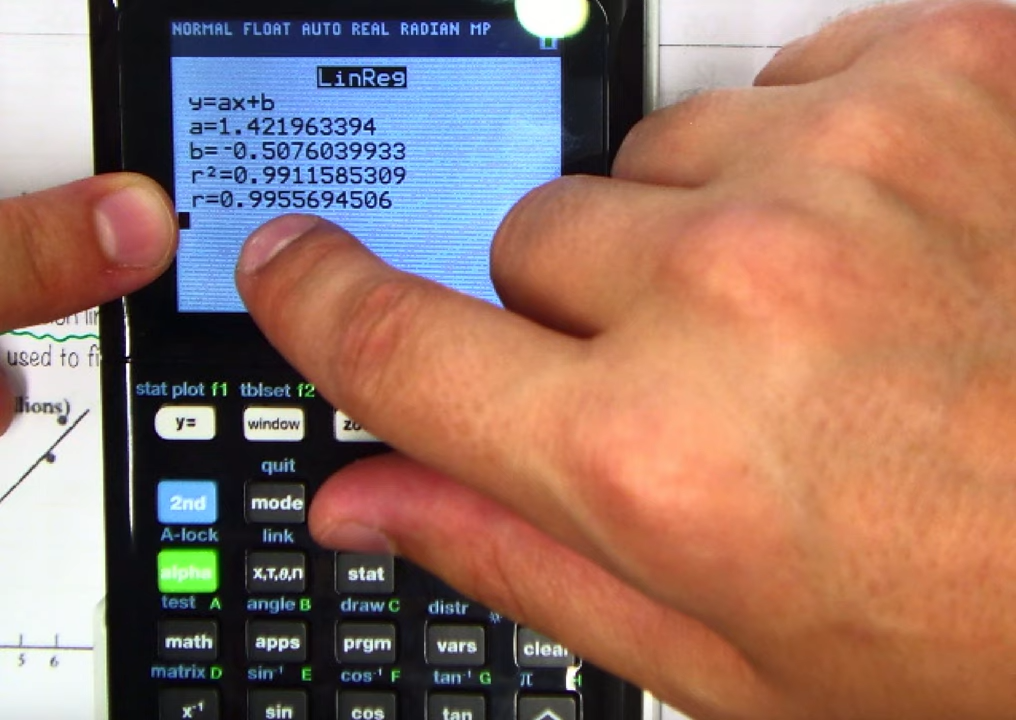 NORMAL FLOAT AUTO REAL RADIAN MP
LinReg
y=ax+b
a=1.421963394
b=-0.5076039933
r²=0.9911585309
r=0.9955694506
used to
stat plot f1 tblset f2
y= window
quit
2nd mode
A-lock link
alpha X,T,θ,n stat
test A angle B draw C distr
math apps prgm vars clear
matrix D sin⁻¹ E cos⁻¹ F tan⁻¹ G π H
x⁻¹ sin cos tan ^
5 6